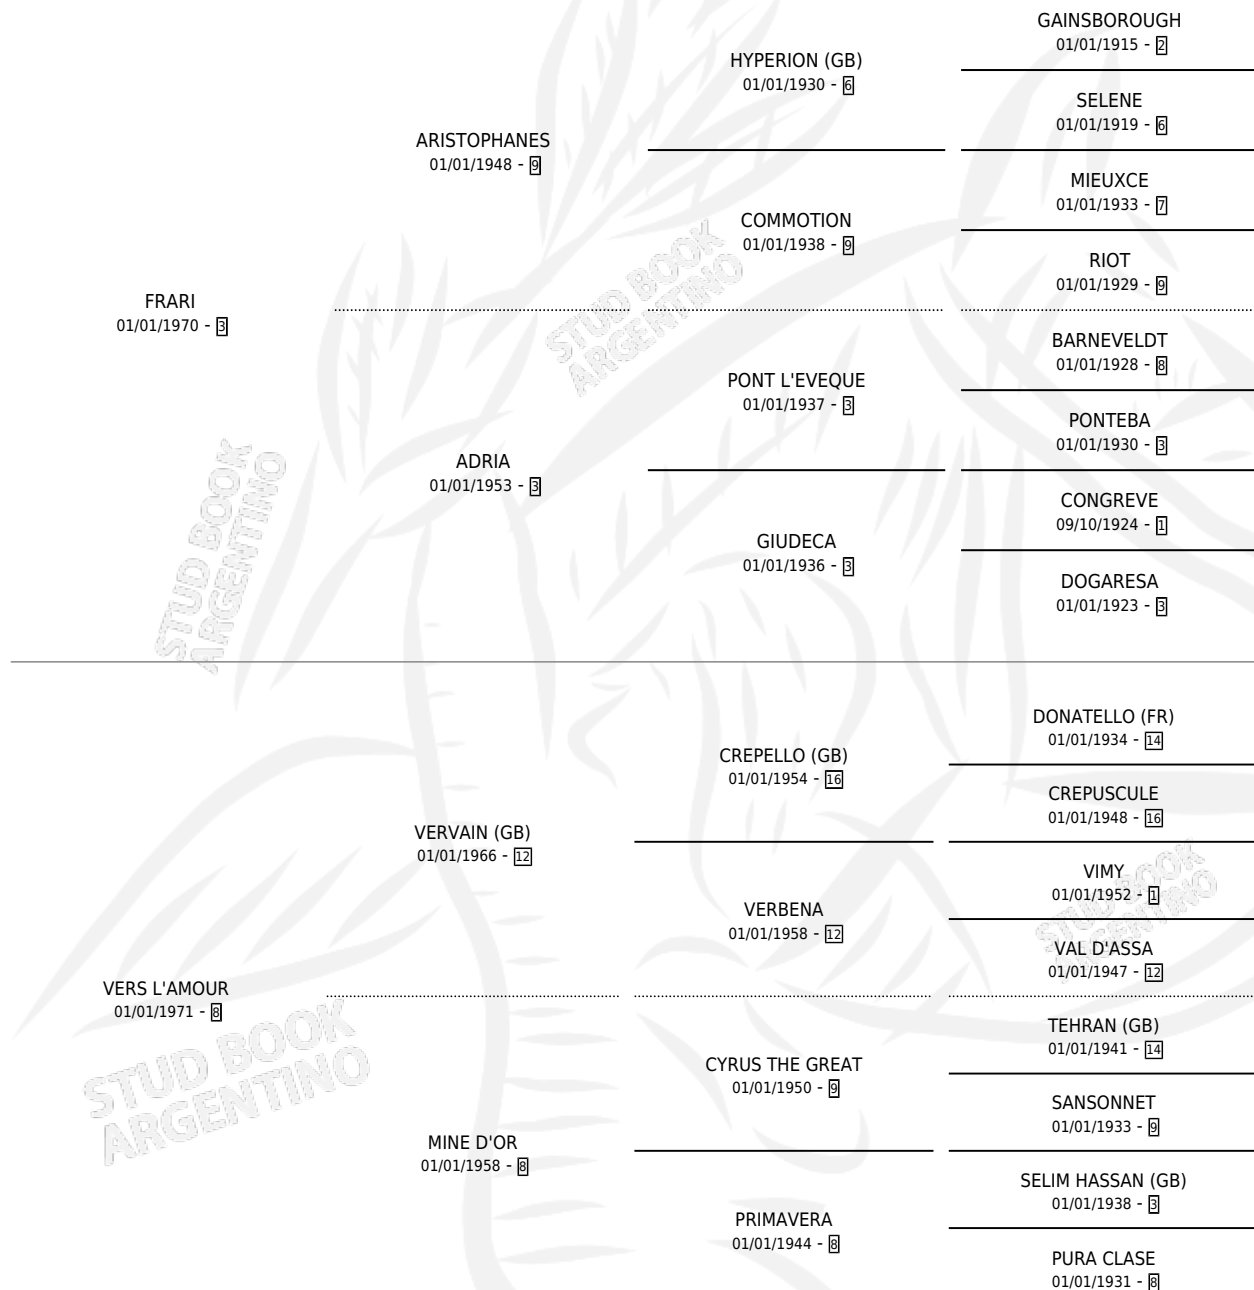 GAINSBOROUGH
01/01/1915 - 2
HYPERION (GB)
01/01/1930 - 6
SELENE
01/01/1919 - 6
ARISTOPHANES
01/01/1948 - 9
MIEUXCE
01/01/1933 - 7
COMMOTION
01/01/1938 - 9
RIOT
01/01/1929 - 9
FRARI
01/01/1970 - 3
BARNEVELDT
01/01/1928 - 8
PONT L'EVEQUE
01/01/1937 - 3
PONTEBA
01/01/1930 - 3
ADRIA
01/01/1953 - 3
CONGREVE
09/10/1924 - 1
GIUDECA
01/01/1936 - 3
DOGARESA
01/01/1923 - 3
DONATELLO (FR)
01/01/1934 - 14
CREPELLO (GB)
01/01/1954 - 16
CREPUSCULE
01/01/1948 - 16
VERVAIN (GB)
01/01/1966 - 12
VIMY
01/01/1952 - 1
VERBENA
01/01/1958 - 12
VAL D'ASSA
01/01/1947 - 12
VERS L'AMOUR
01/01/1971 - 8
TEHRAN (GB)
01/01/1941 - 14
CYRUS THE GREAT
01/01/1950 - 9
SANSONNET
01/01/1933 - 9
MINE D'OR
01/01/1958 - 8
SELIM HASSAN (GB)
01/01/1938 - 3
PRIMAVERA
01/01/1944 - 8
PURA CLASE
01/01/1931 - 8
STUD BOOK
ARGENTINO
STUD BOOK
ARGENTINO
STUD BOOK
ARGENTINO
STUD BOOK
ARGENTINO